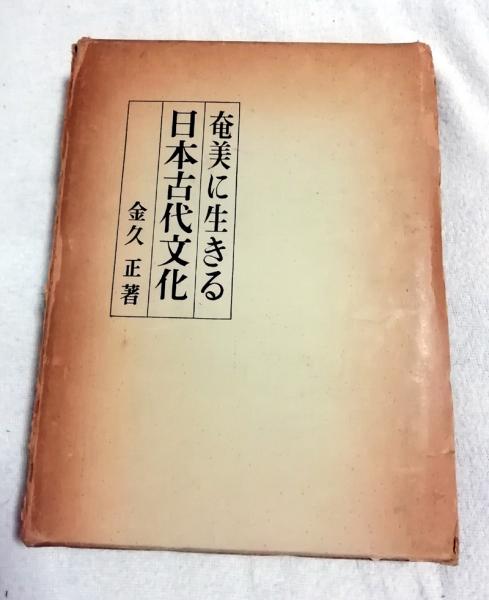 奄美に生きる
日本古代文化
金久正著